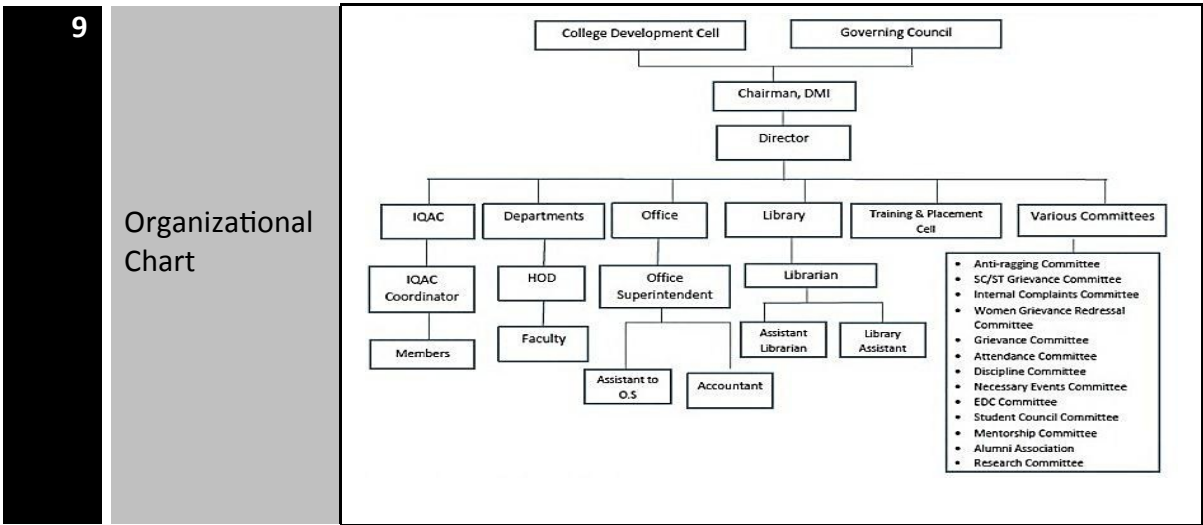 9
Organizational
Chart
College Development Cell
Governing Council
Chairman, DMI
Director
IQAC
Departments
Office
Library
Training & Placement
Cell
Various Committees
IQAC
Coordinator
HOD
Office
Superintendent
Librarian
Members
Faculty
Assistant
Librarian
Library
Assistant
Assistant to
O.S
Accountant
• Anti-ragging Committee
• SC/ST Grievance Committee
• Internal Complaints Committee
• Women Grievance Redressal
Committee
• Grievance Committee
• Attendance Committee
• Discipline Committee
• Necessary Events Committee
• EDC Committee
• Student Council Committee
• Mentorship Committee
• Alumni Association
• Research Committee